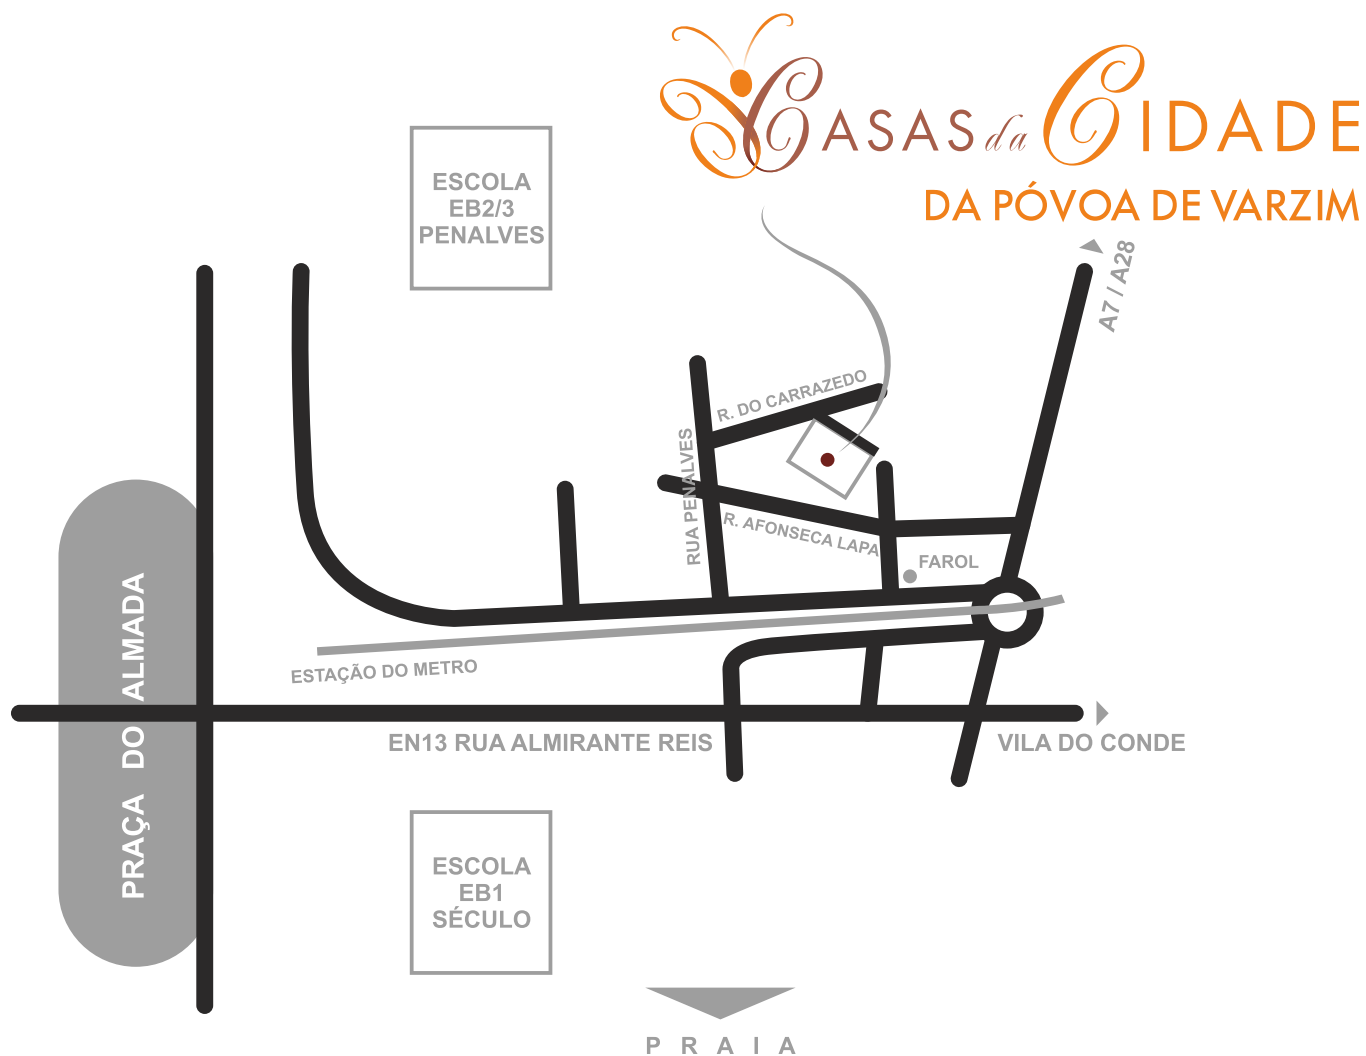 CASAS da CIDADE
DA PÓVOA DE VARZIM
ESCOLA
EB2/3
PENALVES
A7 / A28
R. DO CARRAZEDO
RUA PENALVES
R. AFONSECA LAPA
FAROL
PRAÇA DO ALMADA
ESTAÇÃO DO METRO
EN13 RUA ALMIRANTE REIS
VILA DO CONDE
ESCOLA
EB1
SÉCULO
PRAIA